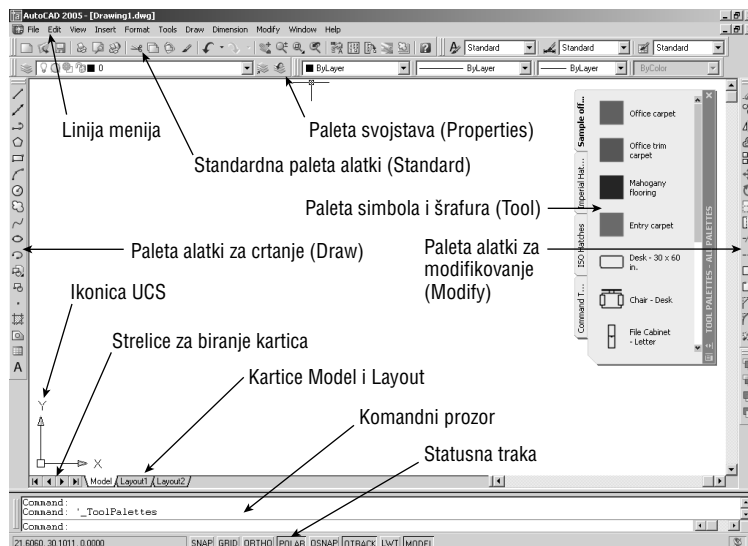 AutoCAD 2005 - [Drawing1.dwg]
File Edit View Insert Format Tools Draw Dimension Modify Window Help
Standard Standard Standard
0 ByLayer ByLayer ByLayer ByColor
Linija menija
Paleta svojstava (Properties)
Standardna paleta alatki (Standard)
Paleta simbola i šrafura (Tool)
Paleta alatki za crtanje (Draw)
Paleta alatki za
modifikovanje
(Modify)
Ikonica UCS
Strelice za biranje kartica
Kartice Model i Layout
Komandni prozor
Statusna traka
Sample off...
Imperial Hat...
ISO Hatches
Command T...
Office carpet
Office trim
carpet
Mahogany
flooring
Entry carpet
Desk - 30 x 60
in.
Chair - Desk
File Cabinet
- Letter
TOOL PALETTES - ALL PALETTES
A
Y
X
Model Layout1 Layout2
Command:
Command: '_ToolPalettes
Command:
21.6060, 30.1011, 0.0000 SNAP GRID ORTHO POLAR OSNAP OTRACK LWT MODEL